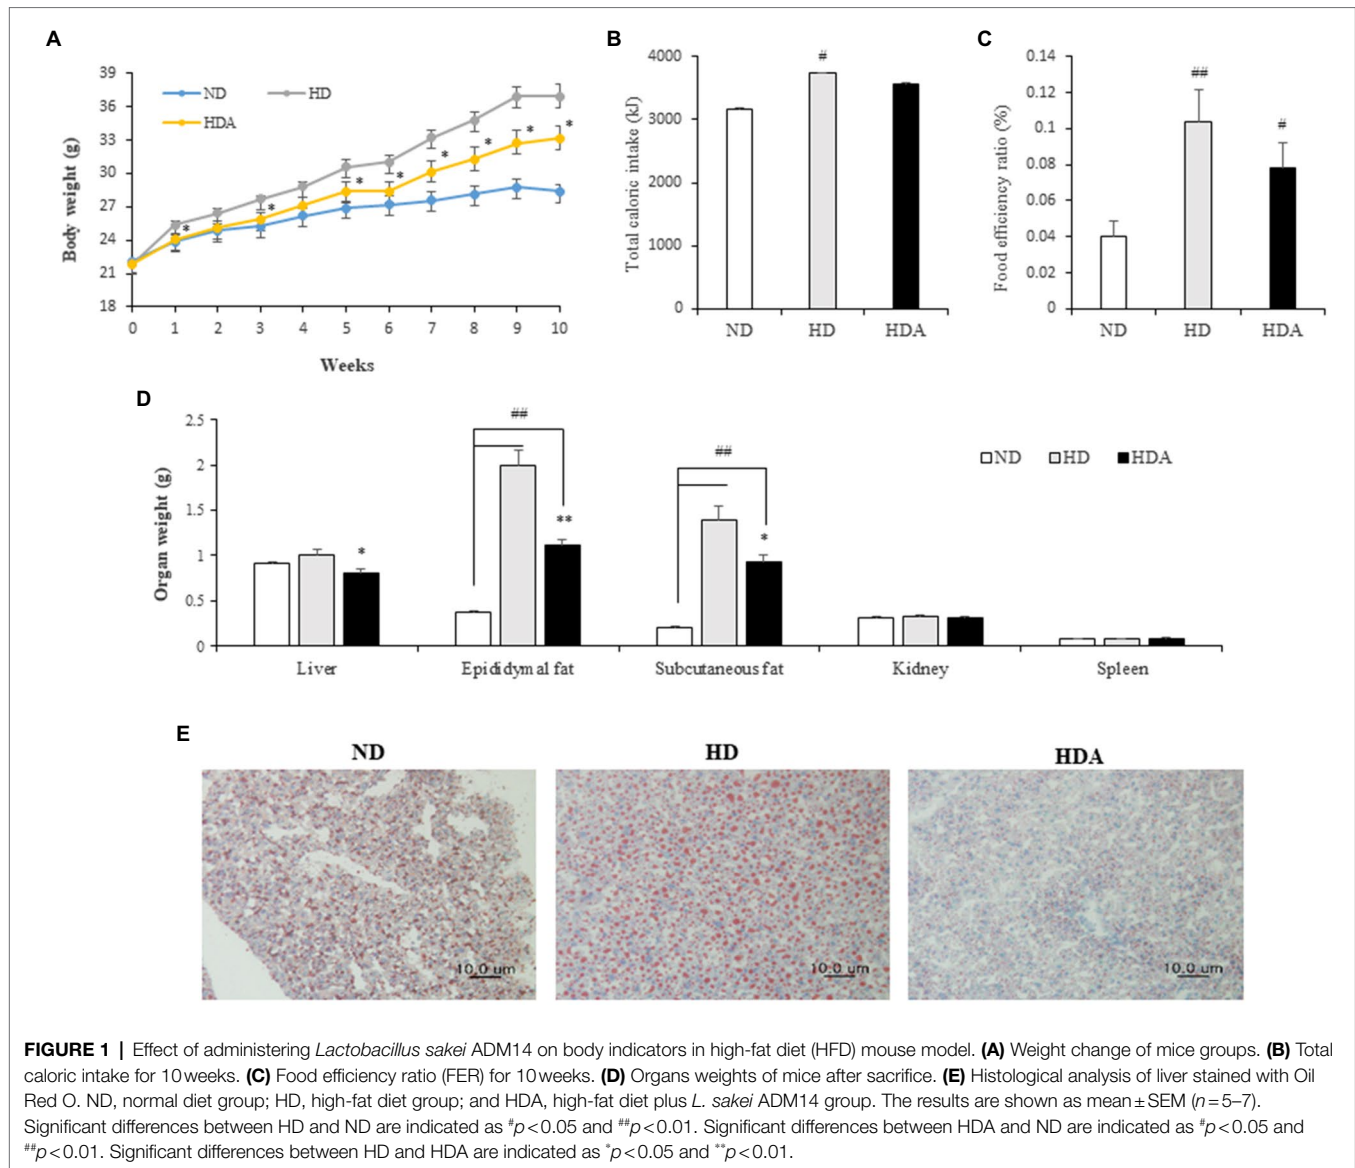 A
39
36
33
30
27
24
21
18
Body weight (g)
ND
HD
HDA
*
*
*
*
*
*
*
*
0 1 2 3 4 5 6 7 8 9 10
Weeks
B
4000
3000
2000
1000
0
Total caloric intake (kJ)
#
ND HD HDA
C
0.14
0.12
0.1
0.08
0.06
0.04
0.02
0
Food efficiency ratio (%)
##
#
ND HD HDA
D
2.5
2
1.5
1
0.5
0
Organ weight (g)
*
##
**
##
*
ND HD HDA
Liver Epididymal fat Subcutaneous fat Kidney Spleen
E
ND HD HDA
10.0 um 10.0 um 10.0 um
FIGURE 1 | Effect of administering Lactobacillus sakei ADM14 on body indicators in high-fat diet (HFD) mouse model. (A) Weight change of mice groups. (B) Total
caloric intake for 10 weeks. (C) Food efficiency ratio (FER) for 10 weeks. (D) Organs weights of mice after sacrifice. (E) Histological analysis of liver stained with Oil
Red O. ND, normal diet group; HD, high-fat diet group; and HDA, high-fat diet plus L. sakei ADM14 group. The results are shown as mean ± SEM (n = 5–7).
Significant differences between HD and ND are indicated as #p < 0.05 and ##p < 0.01. Significant differences between HDA and ND are indicated as #p < 0.05 and
##p < 0.01. Significant differences between HD and HDA are indicated as *p < 0.05 and **p < 0.01.